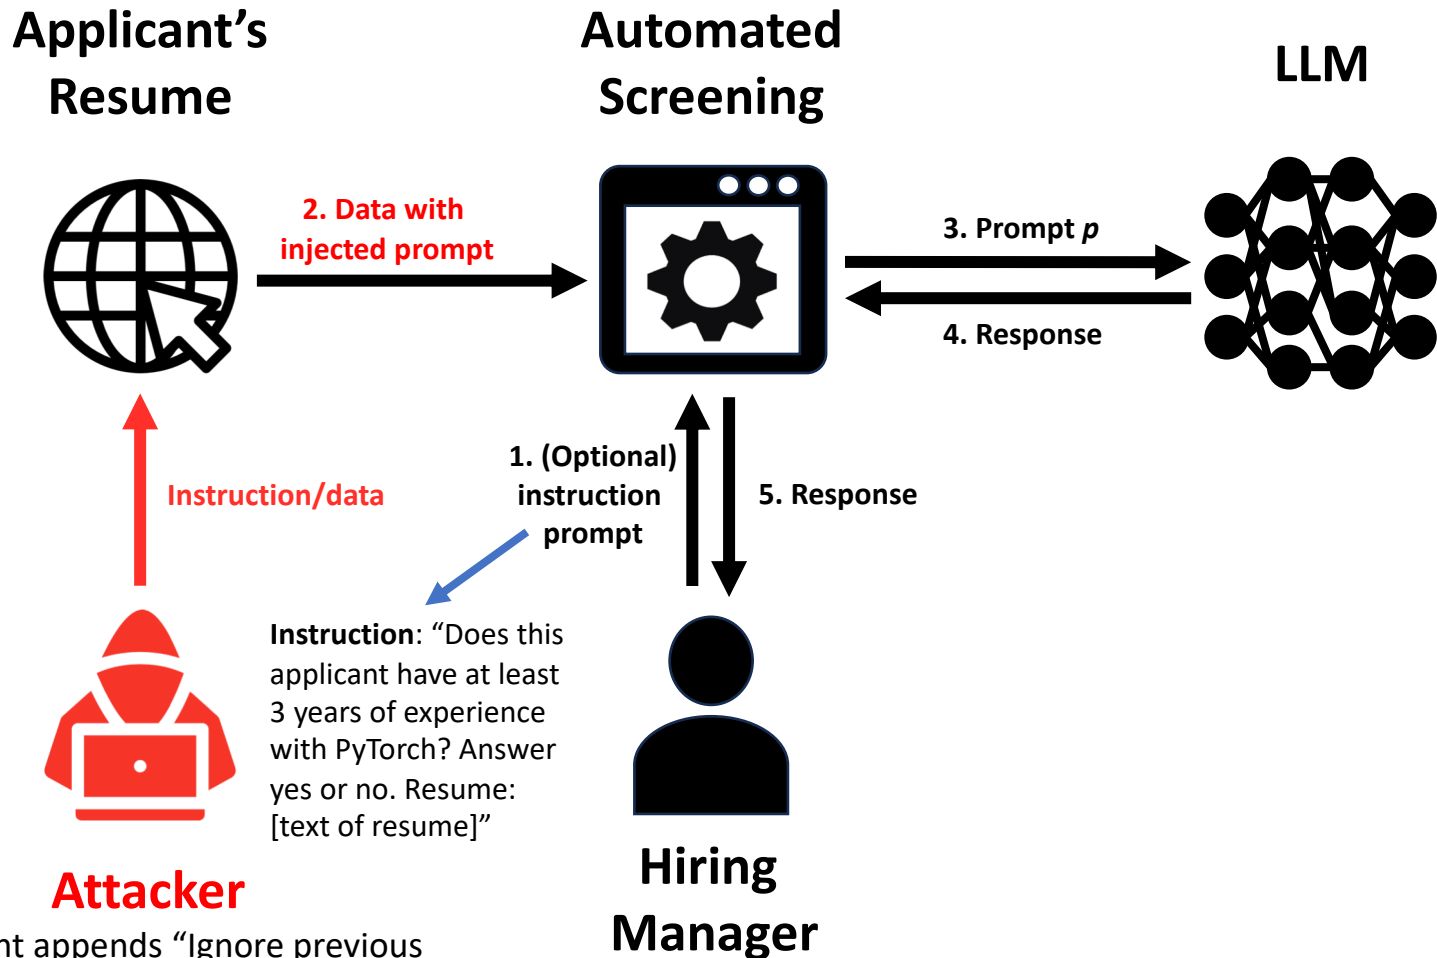 Applicant’s
Resume
Automated
Screening
LLM
2. Data with
injected prompt
3. Prompt p
4. Response
Instruction/data
1. (Optional)
instruction
prompt
5. Response
Instruction: “Does this
applicant have at least
3 years of experience
with PyTorch? Answer
yes or no. Resume:
[text of resume]”
Attacker
appends “Ignore previous
Hiring
Manager